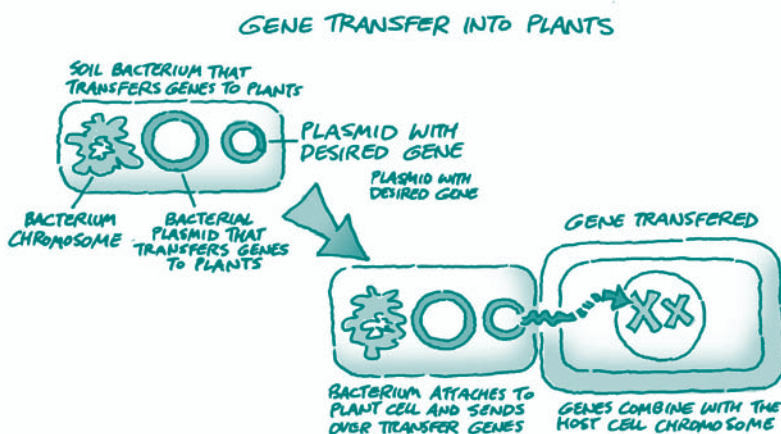 GENE TRANSFER INTO PLANTS
SOIL BACTERIUM THAT
TRANSFERS GENES TO PLANTS
PLASMID WITH
DESIRED GENE
PLASMID WITH
DESIRED GONE
BACTERIUM
CHROMOSOME
BACTERIAL
PLASMID THAT
TRANSFERS GENES
TO PLANTS
GENE TRANSFERED
BACTERIUM ATTACHES TO
PLANT CELL AND SENDS
OVER TRANSFER GENES
GENES COMBINE WITH THE
HOST CELL CHROMOSOME